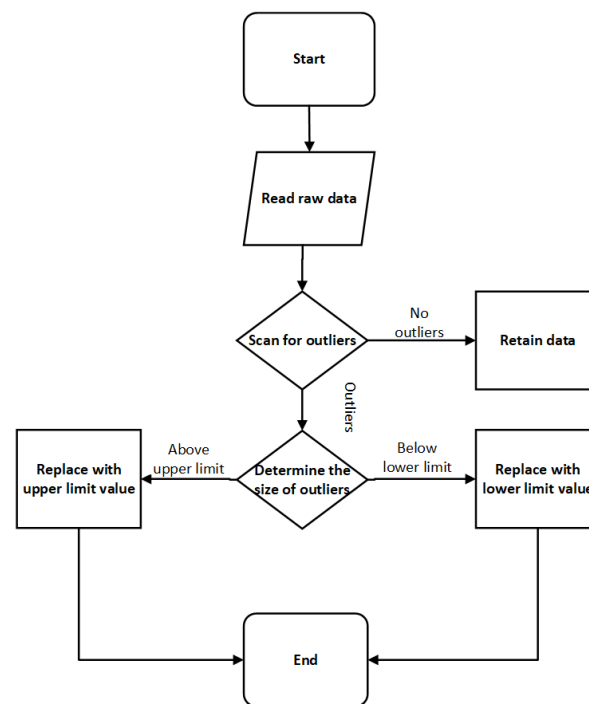 Start
Read raw data
Scan for outliers
No
outliers
Retain data
Outliers
Above
upper limit
Below
lower limit
Replace with
upper limit value
Determine the
size of outliers
Replace with
lower limit value
End